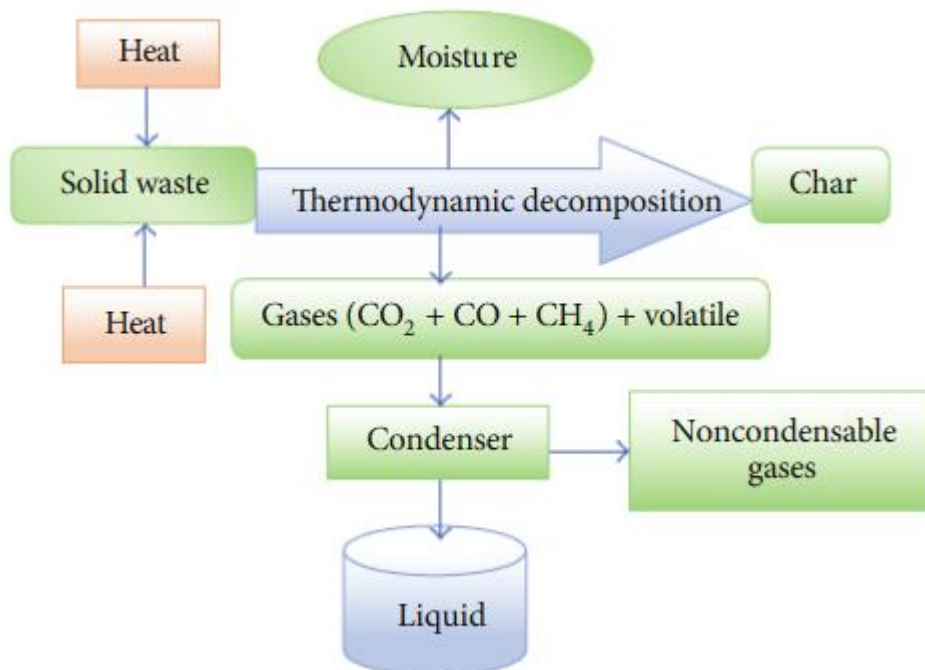 Heat
Moisture
Solid waste
Thermodynamic decomposition
Char
Heat
Gases (CO₂ + CO + CH₄) + volatile
Condenser
Noncondensable
gases
Liquid